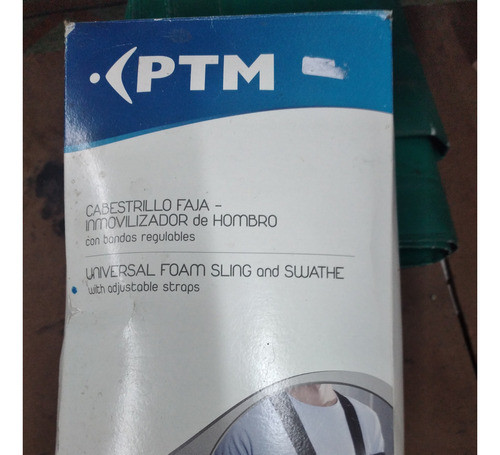 PTM
CABESTRILLO FAJA -
INMOVILIZADOR de HOMBRO
con bandas regulables
UNIVERSAL FOAM SLING and SWATHE
with adjustable straps